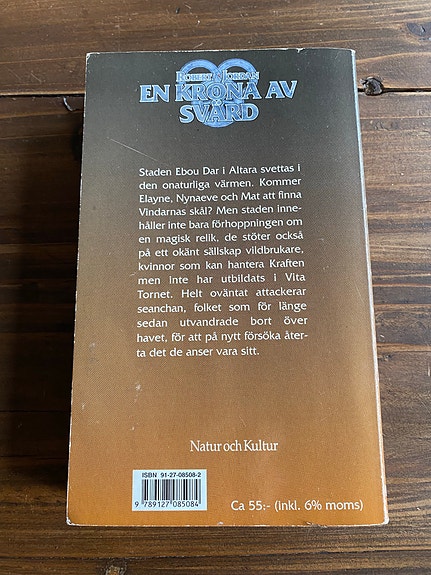 ROBERT JORDAN
EN KRONA AV
SVÄRD
Staden Ebou Dar i Altara svettas i
den onaturliga värmen. Kommer
Elayne, Nynaeve och Mat att finna
Vindarnas skål? Men staden inne-
håller inte bara förhoppningen om
en magisk relik, de stöter också
på ett okänt sällskap vildbrukare,
kvinnor som kan hantera Kraften
men inte har utbildats i Vita
Tornet. Helt oväntat attackerar
seanchan, folket som för länge
sedan utvandrade bort över
havet, för att på nytt försöka åter-
ta det de anser vara sitt.
Natur och Kultur
ISBN 91-27-08508-2
9 789127 085084
Ca 55:- (inkl. 6% moms)